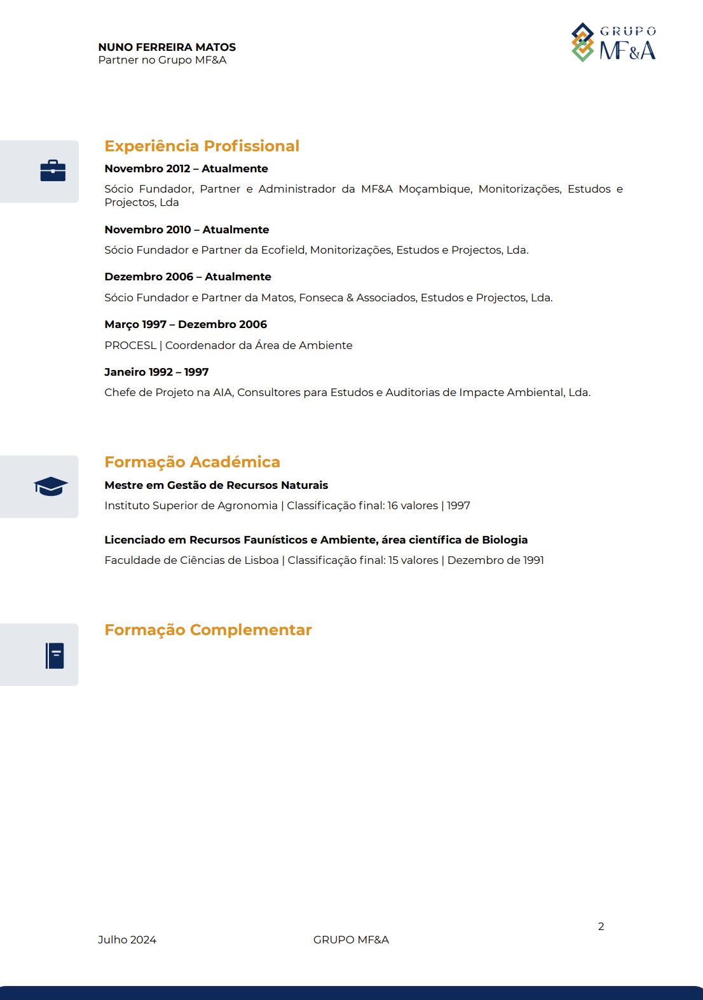 NUNO FERREIRA MATOS
Partner no Grupo MF&A
GRUPO
MF&A
Experiência Profissional
Novembro 2012 – Atualmente
Sócio Fundador, Partner e Administrador da MF&A Moçambique, Monitorizações, Estudos e
Projectos, Lda
Novembro 2010 – Atualmente
Sócio Fundador e Partner da Ecofield, Monitorizações, Estudos e Projectos, Lda.
Dezembro 2006 – Atualmente
Sócio Fundador e Partner da Matos, Fonseca & Associados, Estudos e Projectos, Lda.
Março 1997 – Dezembro 2006
PROCESL | Coordenador da Área de Ambiente
Janeiro 1992 – 1997
Chefe de Projeto na AIA, Consultores para Estudos e Auditorias de Impacte Ambiental, Lda.
Formação Académica
Mestre em Gestão de Recursos Naturais
Instituto Superior de Agronomia | Classificação final: 16 valores | 1997
Licenciado em Recursos Faunísticos e Ambiente, área científica de Biologia
Faculdade de Ciências de Lisboa | Classificação final: 15 valores | Dezembro de 1991
Formação Complementar
2
Julho 2024
GRUPO MF&A